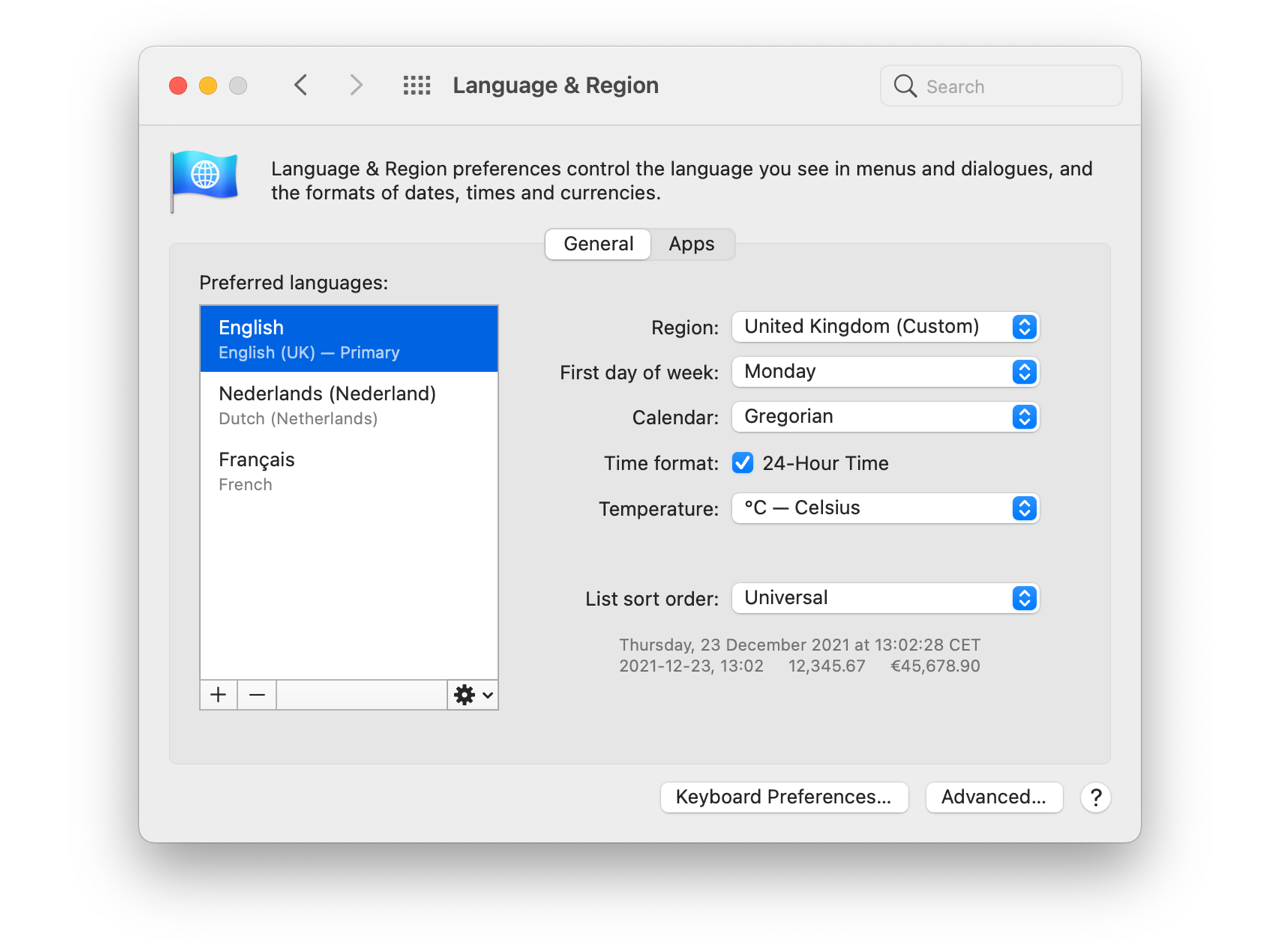 Language & Region
Search
Language & Region preferences control the language you see in menus and dialogues, and
the formats of dates, times and currencies.
General Apps
Preferred languages:
English
English (UK) — Primary
Nederlands (Nederland)
Dutch (Netherlands)
Français
French
Region: United Kingdom (Custom)
First day of week: Monday
Calendar: Gregorian
Time format: 24-Hour Time
Temperature: °C — Celsius
List sort order: Universal
Thursday, 23 December 2021 at 13:02:28 CET
2021-12-23, 13:02 12,345.67 €45,678.90
Keyboard Preferences... Advanced... ?